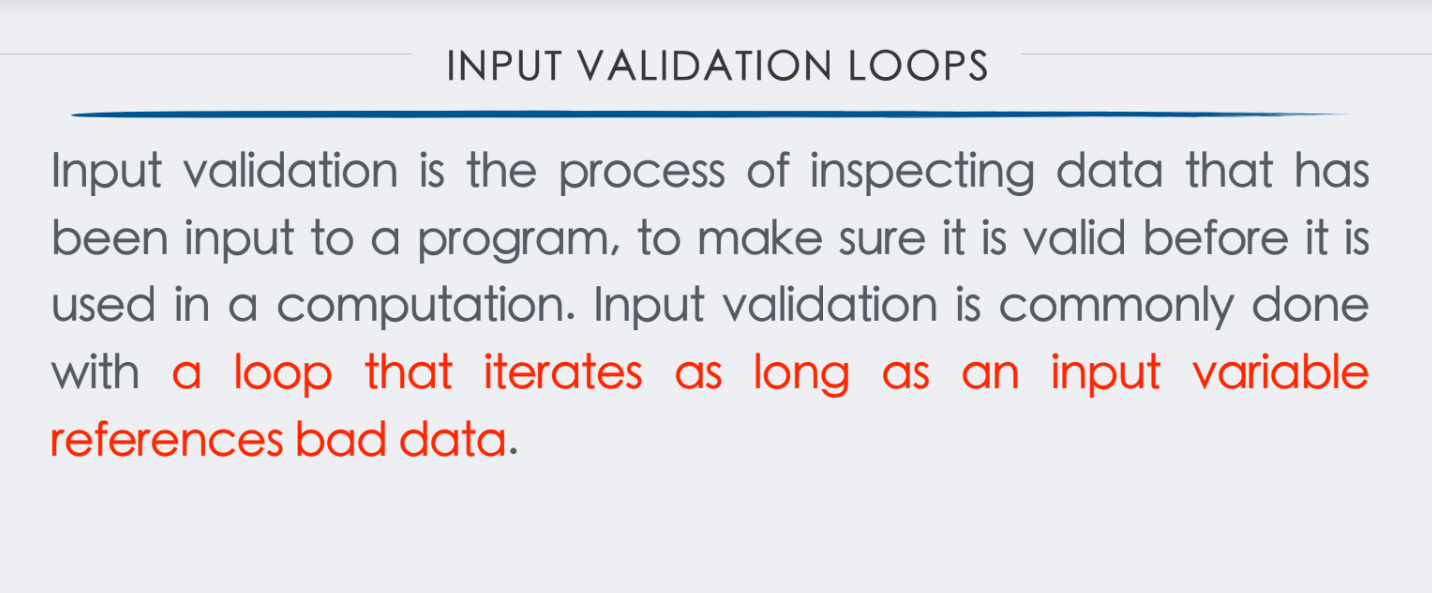 INPUT VALIDATION LOOPS
Input validation is the process of inspecting data that has
been input to a program, to make sure it is valid before it is
used in a computation. Input validation is commonly done
with a loop that iterates as long as an input variable
references bad data.